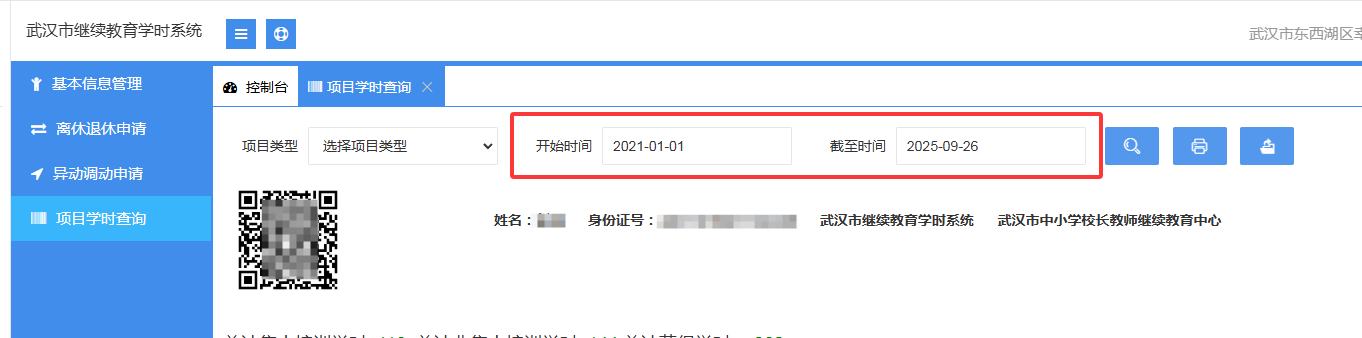 武汉市继续教育学时系统
武汉市东西湖区
基本信息管理
离休退休申请
异动调动申请
项目学时查询
控制台 项目学时查询
项目类型 选择项目类型 开始时间 2021-01-01 截至时间 2025-09-26
姓名： 身份证号： 武汉市继续教育学时系统 武汉市中小学校长教师继续教育中心